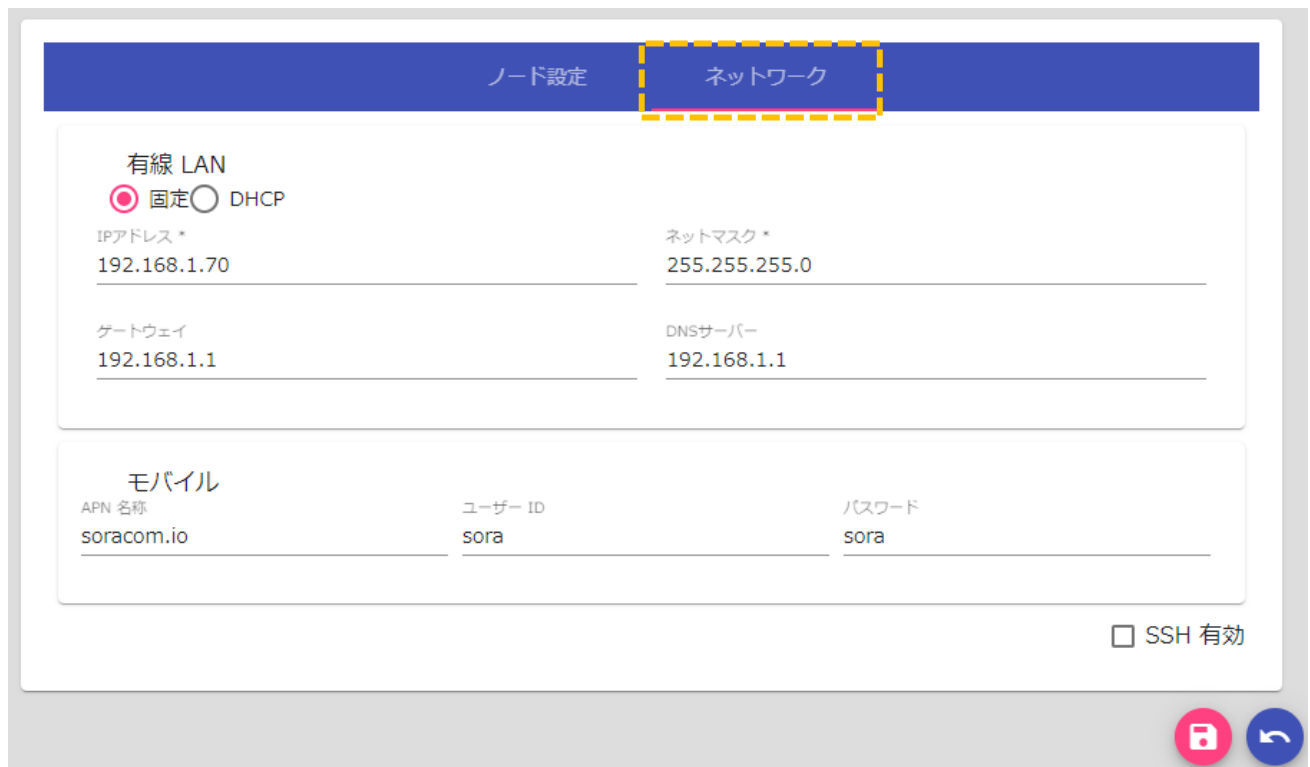 ノード設定 ネットワーク
有線 LAN
固定 DHCP
IPアドレス * ネットマスク *
192.168.1.70 255.255.255.0
ゲートウェイ DNSサーバー
192.168.1.1 192.168.1.1
モバイル
APN 名称 ユーザー ID パスワード
soracom.io sora sora
SSH 有効